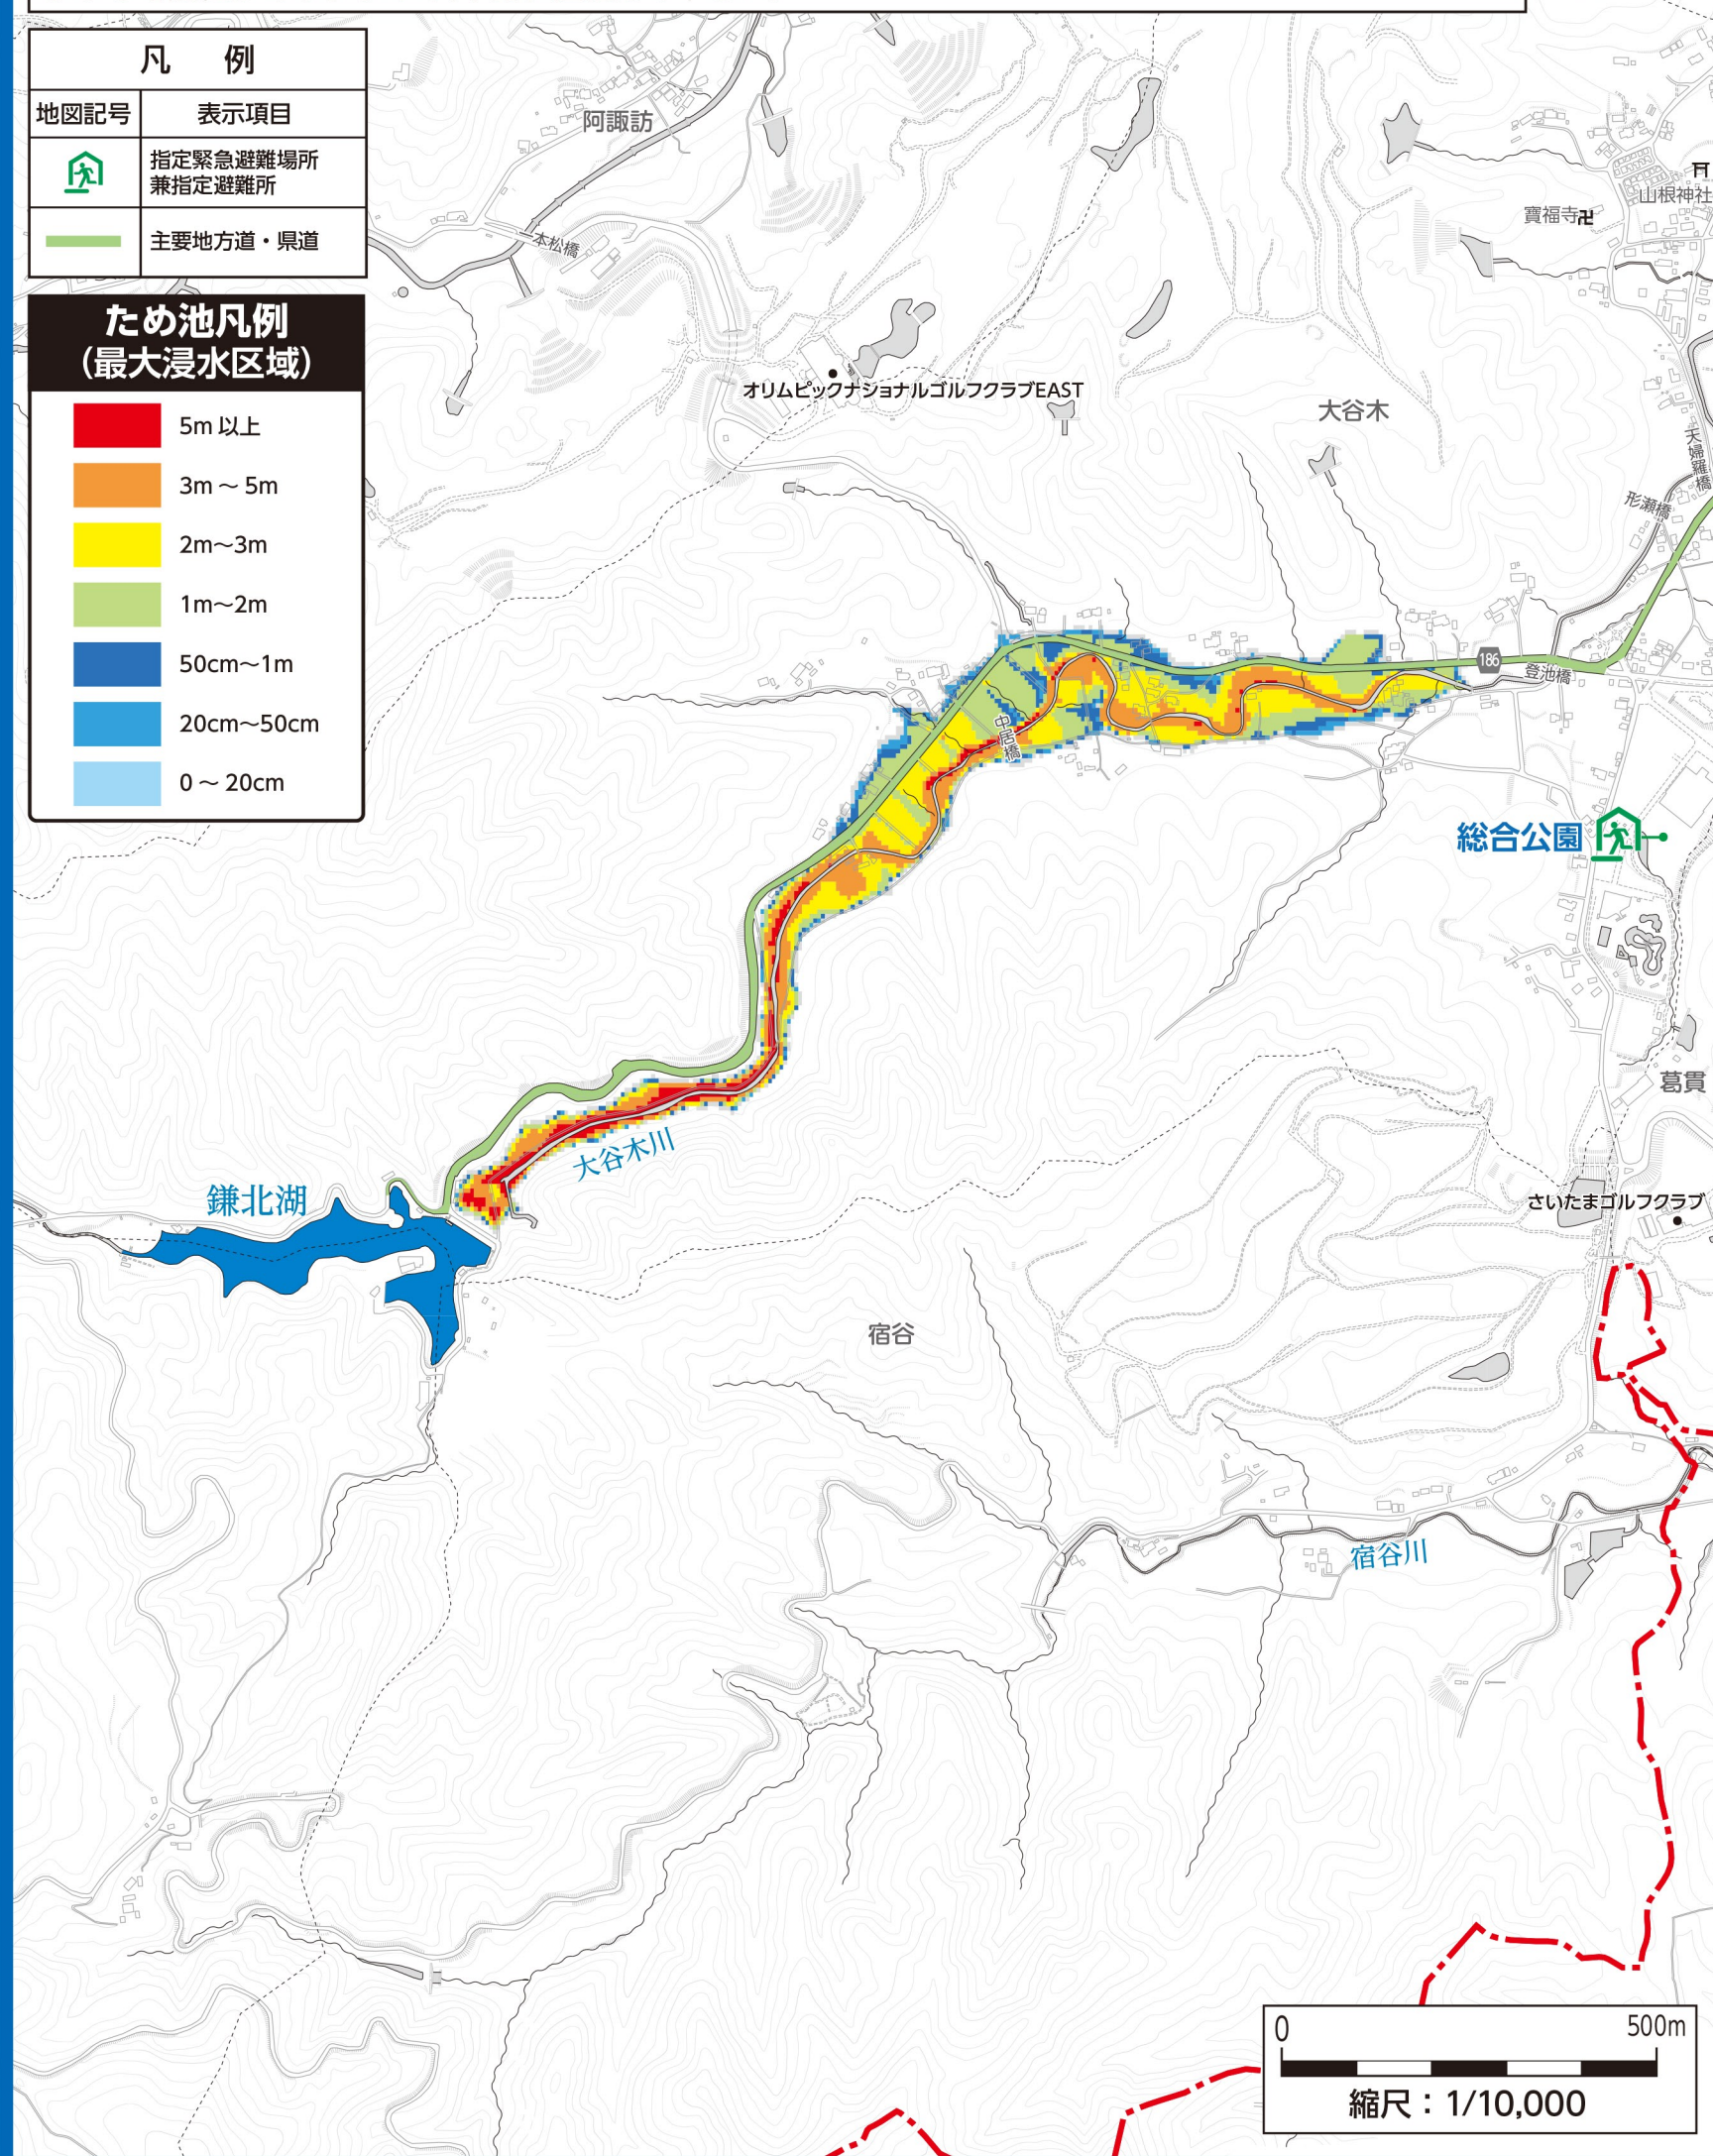 凡　例
地図記号
表示項目
指定緊急避難場所
兼指定避難所
主要地方道・県道
ため池凡例
（最大浸水区域）
5m 以上
3m ～ 5m
2m～3m
1m～2m
50cm～1m
20cm～50cm
0 ～ 20cm
阿諏訪
一本松橋
山根神社
寶福寺
オリムピックナショナルゴルフクラブEAST
大谷木
天婦羅橋
形瀬橋
186
登池橋
中居橋
総合公園
葛貫
大谷木川
鎌北湖
さいたまゴルフクラブ
宿谷
宿谷川
0
500m
縮尺：1/10,000